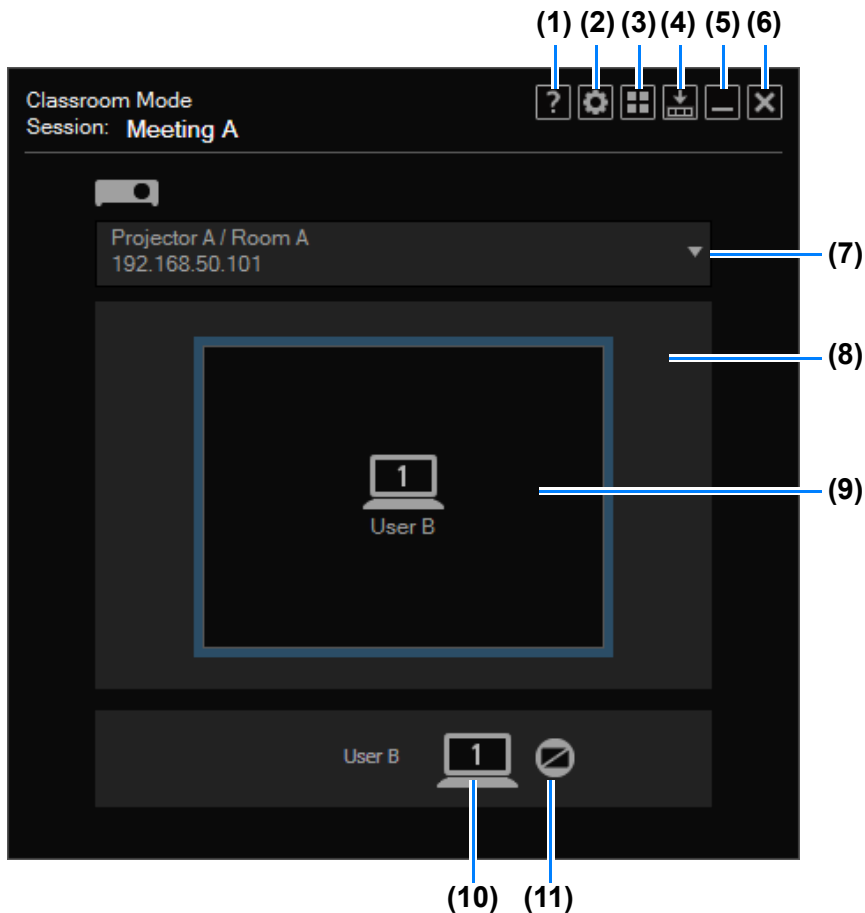 (1) (2) (3) (4) (5) (6)
Classroom Mode
Session: Meeting A
?
Projector A / Room A
192.168.50.101
(7)
(8)
1
(9)
User B
User B 1
(10) (11)